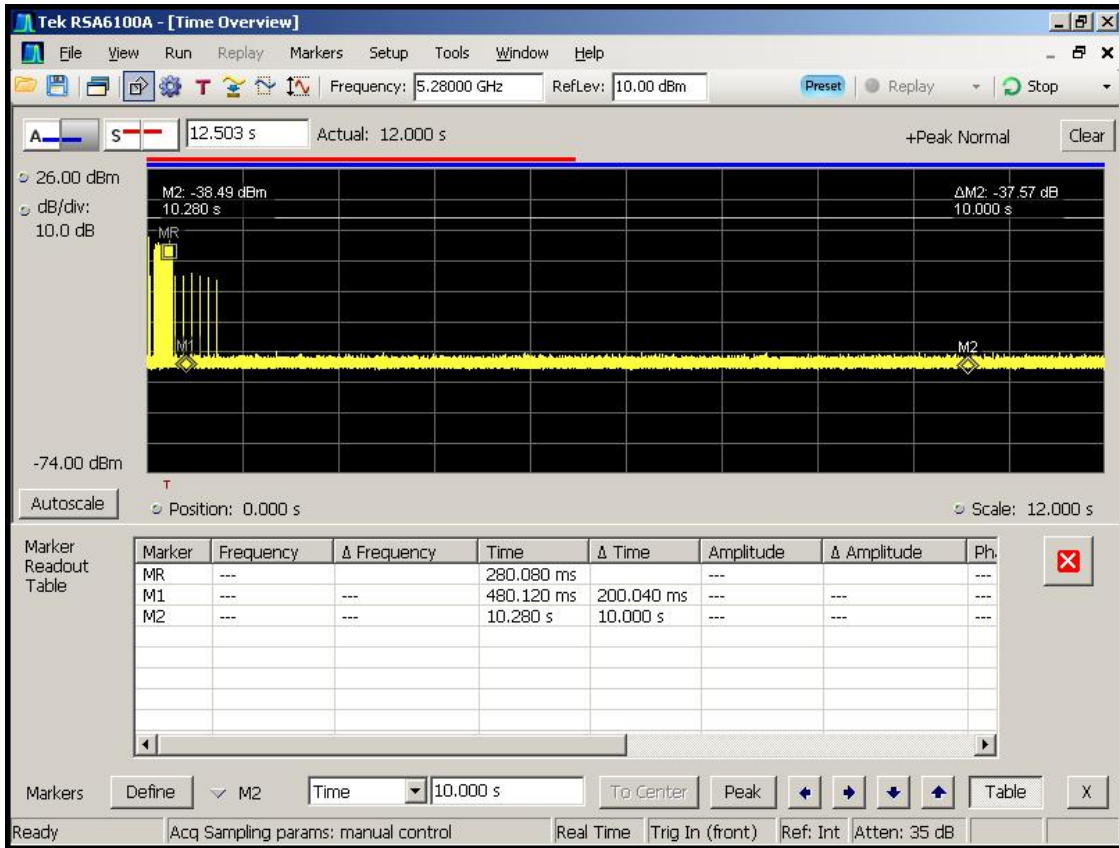 Tek RSA6100A - [Time Overview]
File View Run Replay Markers Setup Tools Window Help
Frequency: 5.28000 GHz RefLev: 10.00 dBm Preset Replay Stop
A S 12.503 s Actual: 12.000 s +Peak Normal Clear
26.00 dBm
dB/div:
10.0 dB
M2: -38.49 dBm
10.280 s
ΔM2: -37.57 dB
10.000 s
MR
M1
M2
-74.00 dBm
T
Autoscale Position: 0.000 s Scale: 12.000 s
Marker
Readout
Table
Marker Frequency Δ Frequency Time Δ Time Amplitude Δ Amplitude Ph.
MR --- 280.080 ms --- ---
M1 --- --- 480.120 ms 200.040 ms --- --- ---
M2 --- --- 10.280 s 10.000 s --- --- ---
Markers Define M2 Time 10.000 s To Center Peak Table X
Ready Acq Sampling params: manual control Real Time Trig In (front) Ref: Int Atten: 35 dB